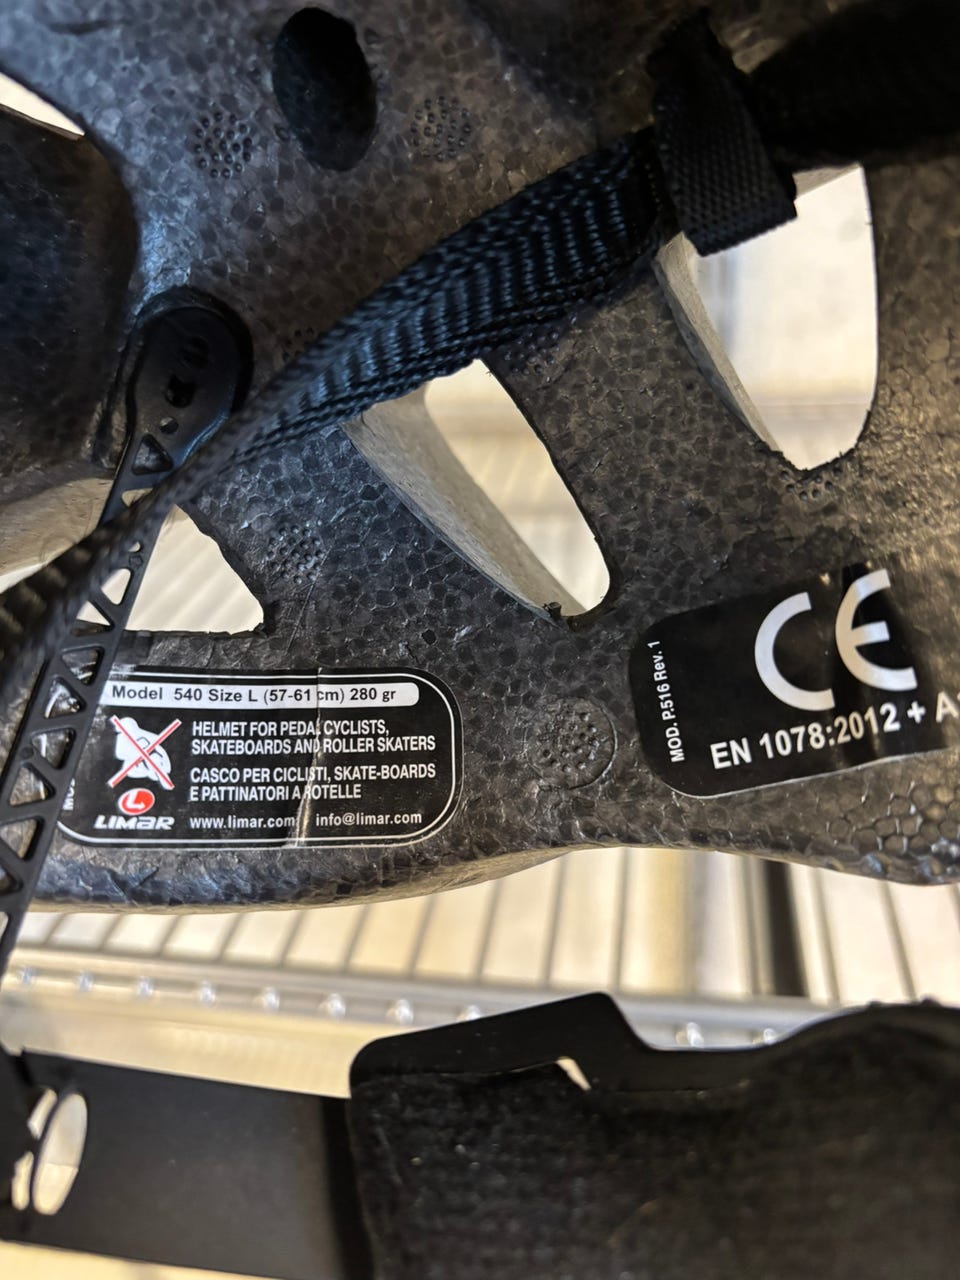 Model 540 Size L (57-61 cm) 280 gr
HELMET FOR PEDAL CYCLISTS,
SKATEBOARDS AND ROLLER SKATERS
CASCO PER CICLISTI, SKATE-BOARDS
E PATTINATORI A ROTELLE
LIMAR www.limar.com info@limar.com
MOD. P.516 Rev. 1
CE
EN 1078:2012 +